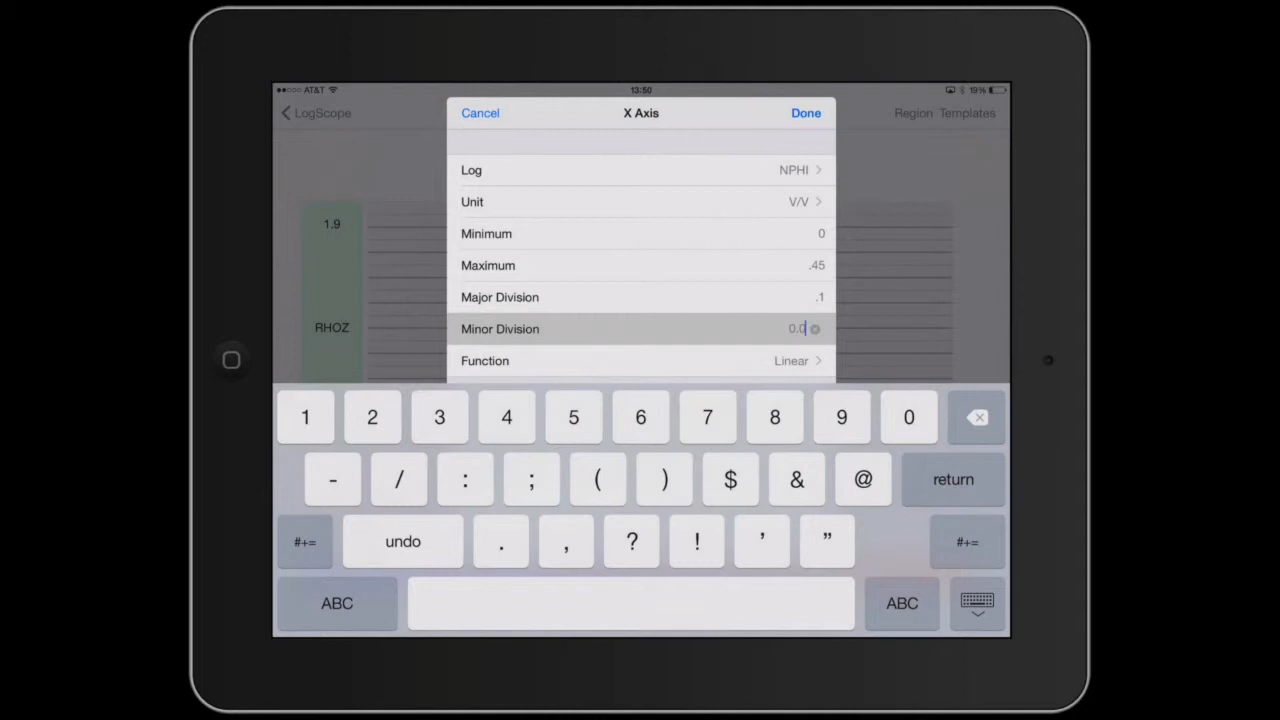 AT&T 13:50 19%
LogScope Cancel X Axis Done Region Templates
Log NPHI
Unit V/V
1.9
Minimum 0
Maximum .45
Major Division .1
RHOZ
Minor Division 0.0
Function Linear
1 2 3 4 5 6 7 8 9 0
- / : ; ( ) $ & @ return
#+= undo . , ? ! ’ ” #+=
ABC ABC